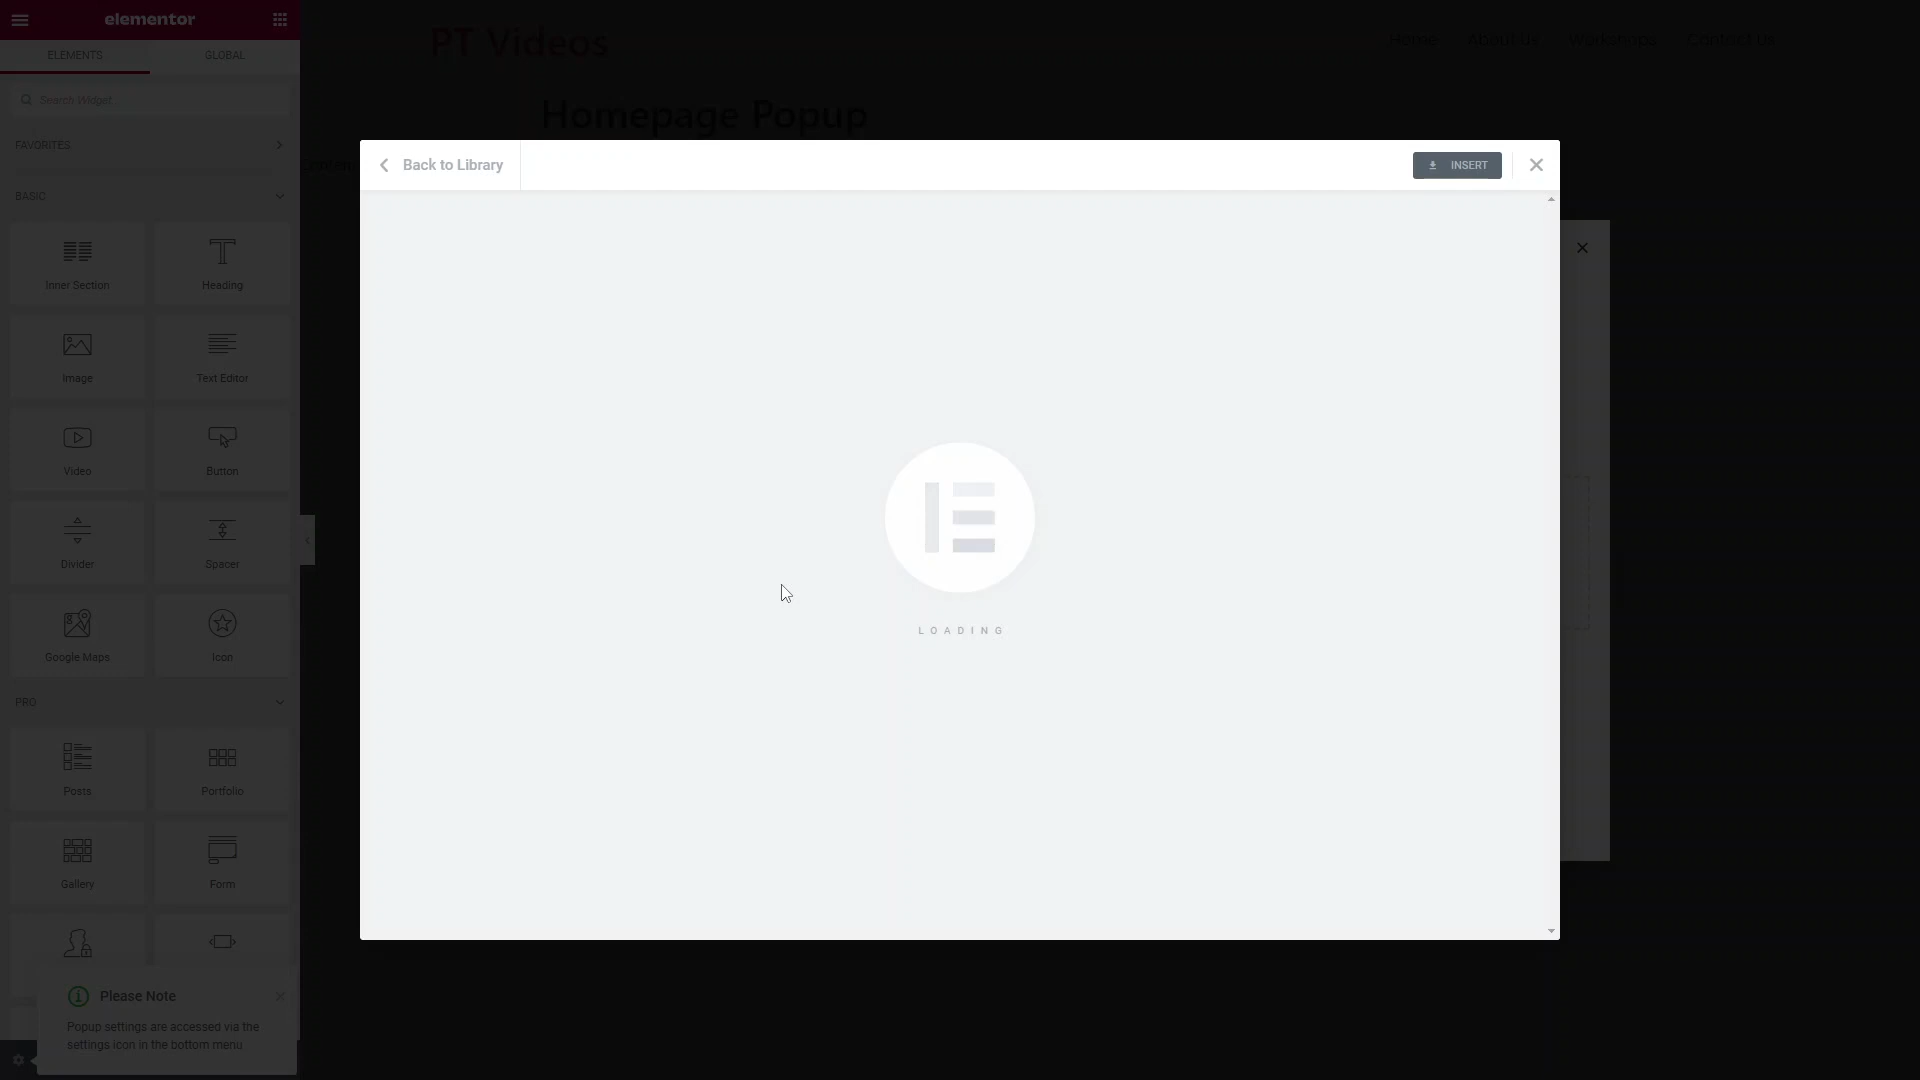 elementor
ELEMENTS
GLOBAL
PT Videos
Home
About us
Workshops
Contact Us
Search Widget...
Homepage Popup
FAVORITES
Back to Library
INSERT
BASIC
Inner Section
Heading
Image
Text Editor
Video
Button
Divider
Spacer
Google Maps
Icon
LOADING
PRO
Posts
Portfolio
Gallery
Form
Please Note
Popup settings are accessed via the
settings icon in the bottom menu